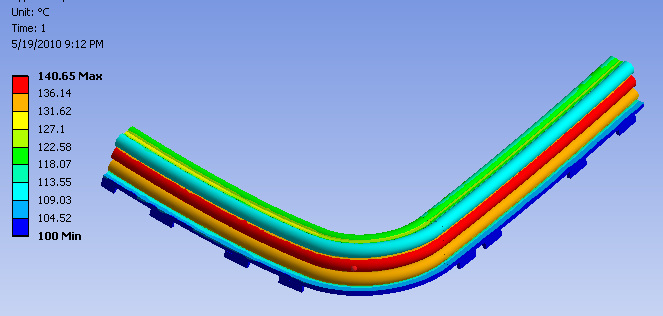 Unit: °C
Time: 1
5/19/2010 9:12 PM
140.65 Max
136.14
131.62
127.1
122.58
118.07
113.55
109.03
104.52
100 Min